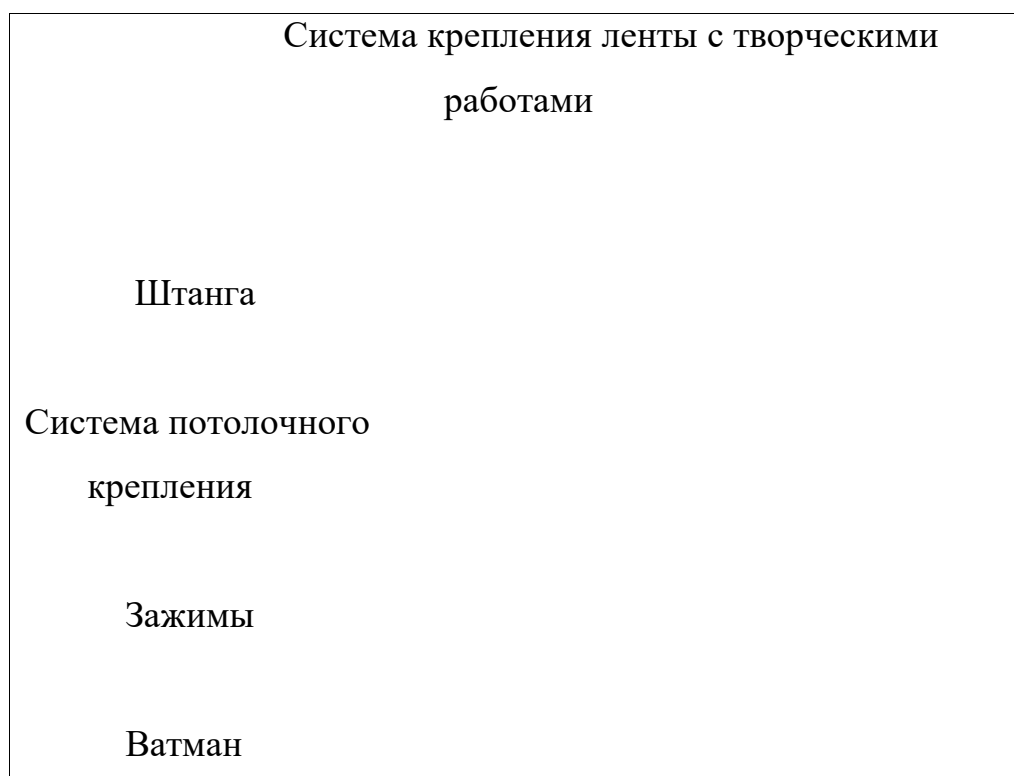 Система крепления ленты с творческими
работами
Штанга
Система потолочного
крепления
Зажимы
Ватман